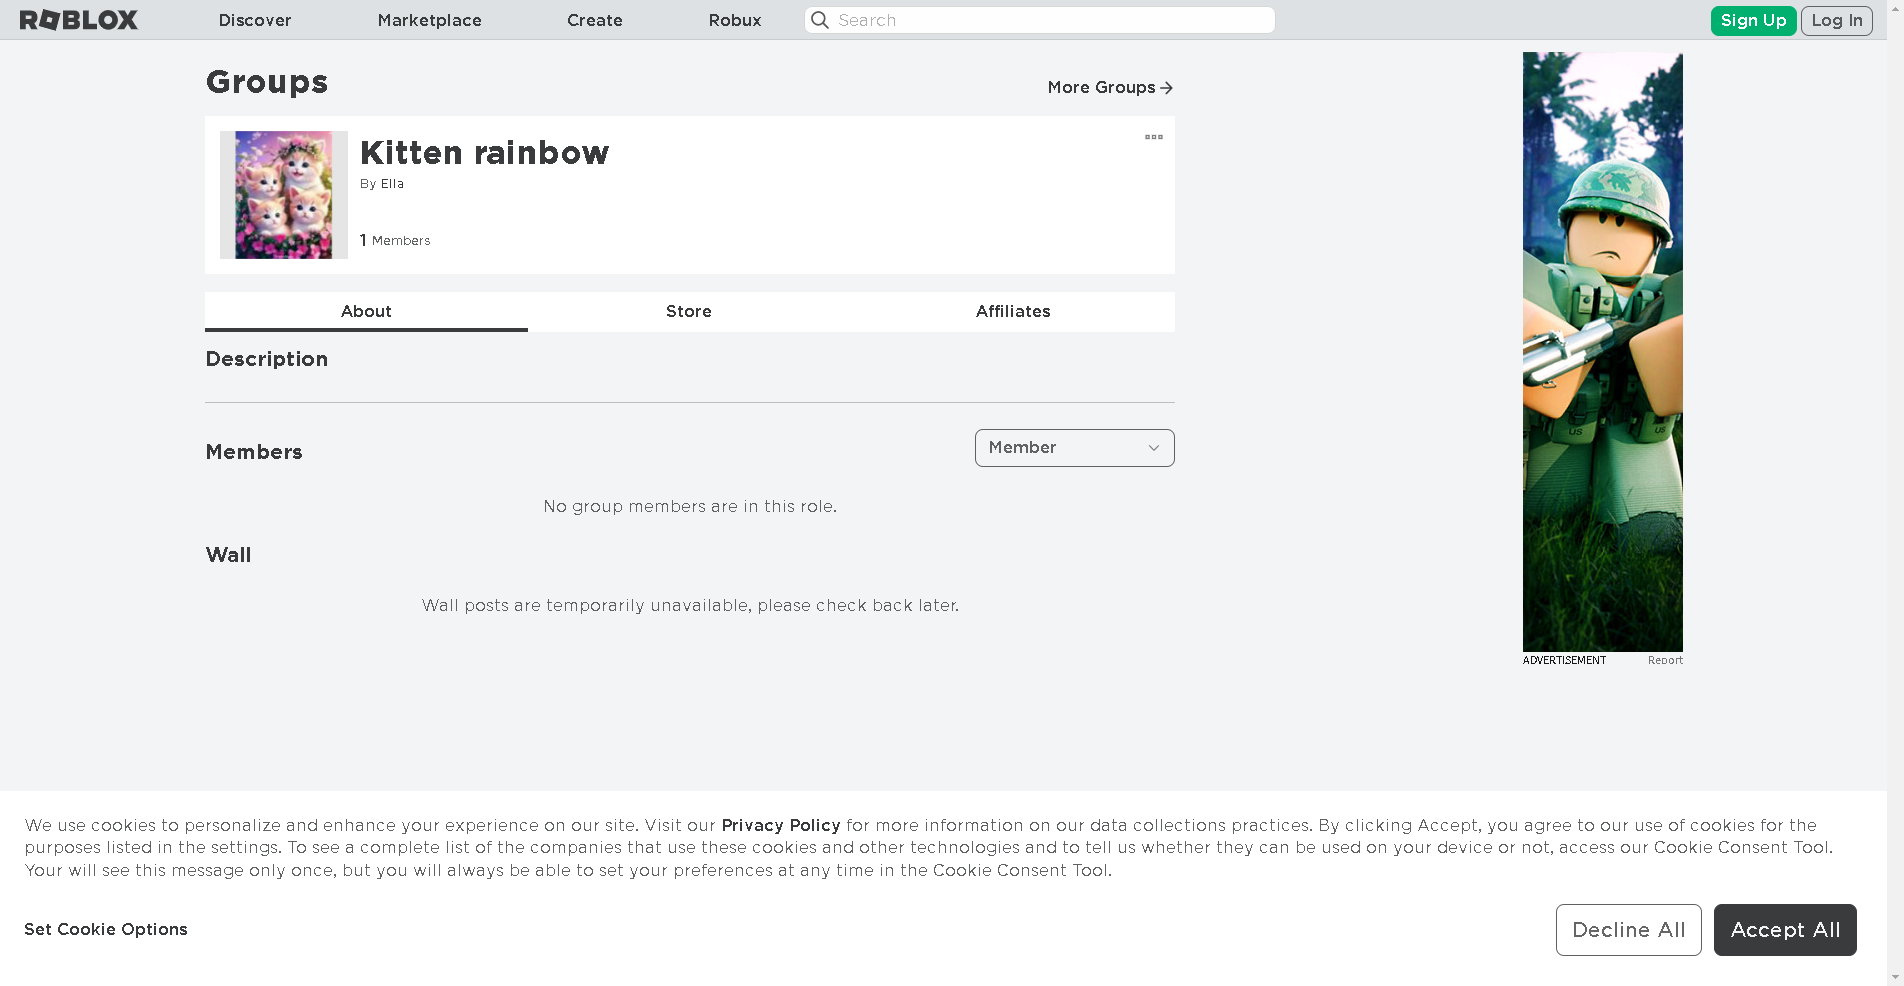 ROBLOX Discover Marketplace Create Robux Search Sign Up Log In
Groups
More Groups
Kitten rainbow
By Ella
1 Members
About Store Affiliates
Description
Members
Member
No group members are in this role.
Wall
Wall posts are temporarily unavailable, please check back later.
US US
ADVERTISEMENT Report
We use cookies to personalize and enhance your experience on our site. Visit our Privacy Policy for more information on our data collections practices. By clicking Accept, you agree to our use of cookies for the
purposes listed in the settings. To see a complete list of the companies that use these cookies and other technologies and to tell us whether they can be used on your device or not, access our Cookie Consent Tool.
Your will see this message only once, but you will always be able to set your preferences at any time in the Cookie Consent Tool.
Set Cookie Options
Decline All
Accept All